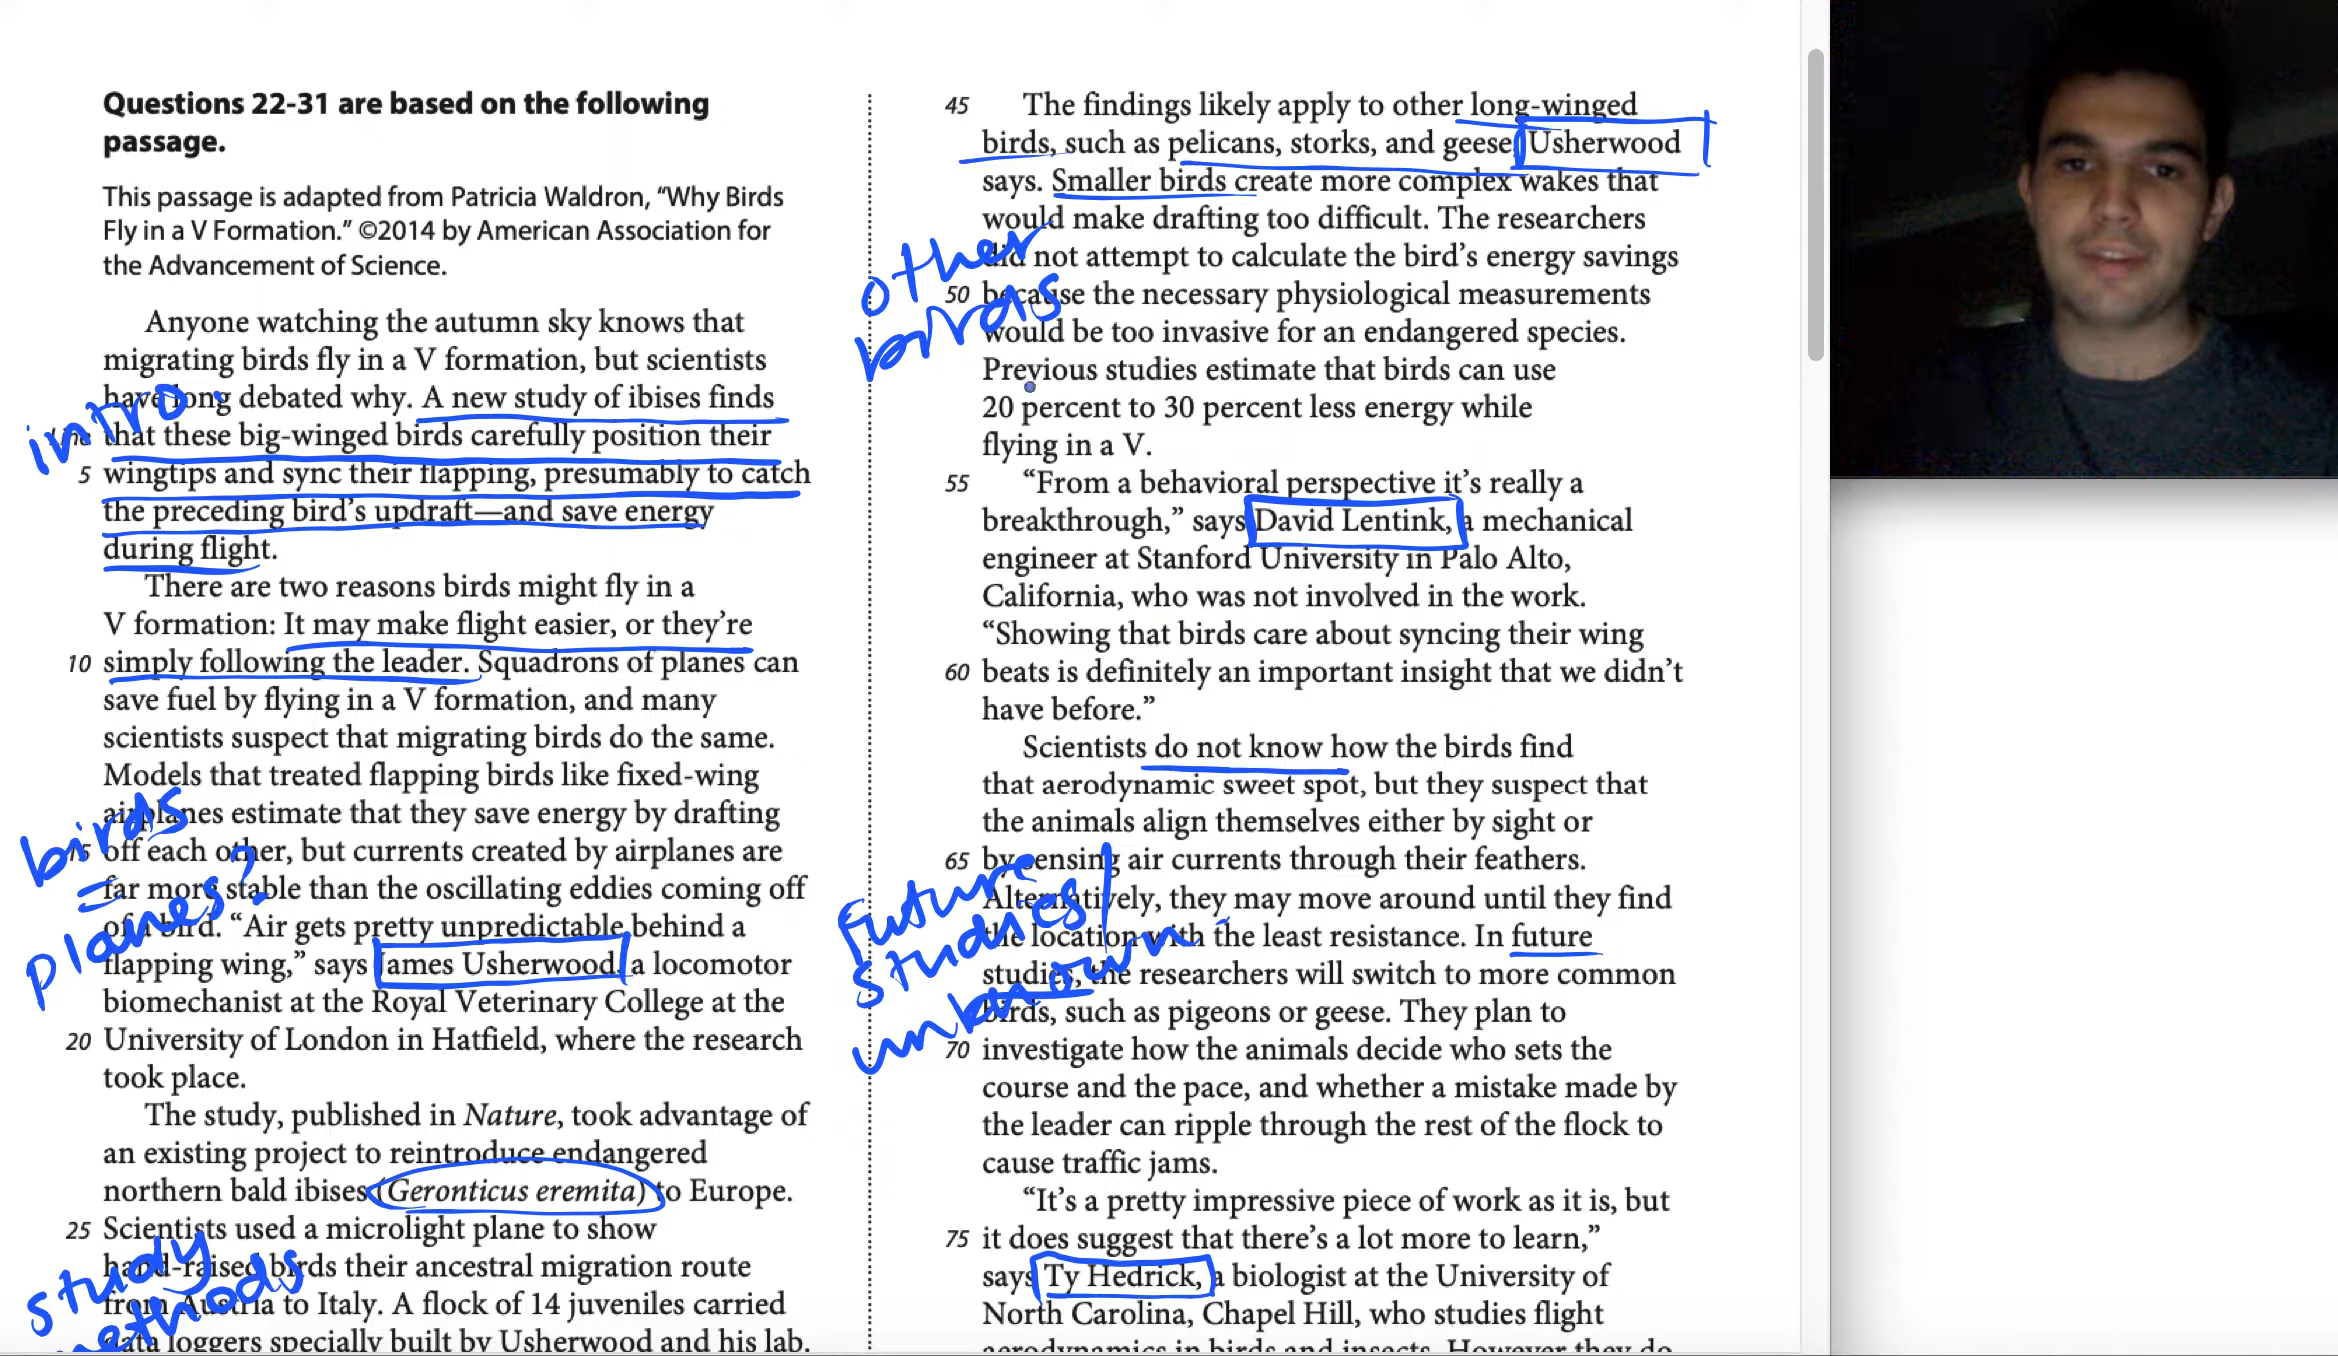 Questions 22-31 are based on the following
passage.
This passage is adapted from Patricia Waldron, “Why Birds
Fly in a V Formation.” ©2014 by American Association for
the Advancement of Science.
Anyone watching the autumn sky knows that
migrating birds fly in a V formation, but scientists
have long debated why. A new study of ibises finds
intro.
that these big-winged birds carefully position their
5 wingtips and sync their flapping, presumably to catch
the preceding bird’s updraft—and save energy
during flight.
There are two reasons birds might fly in a
V formation: It may make flight easier, or they’re
10 simply following the leader. Squadrons of planes can
save fuel by flying in a V formation, and many
scientists suspect that migrating birds do the same.
Models that treated flapping birds like fixed-wing
airplanes estimate that they save energy by drafting
15 off each other, but currents created by airplanes are
far more stable than the oscillating eddies coming off
of a bird. “Air gets pretty unpredictable behind a
flapping wing,” says James Usherwood, a locomotor
biomechanist at the Royal Veterinary College at the
20 University of London in Hatfield, where the research
took place.
birds
=
planes?
The study, published in Nature, took advantage of
an existing project to reintroduce endangered
northern bald ibises (Geronticus eremita) to Europe.
25 Scientists used a microlight plane to show
hand-raised birds their ancestral migration route
from Austria to Italy. A flock of 14 juveniles carried
data loggers specially built by Usherwood and his lab.
study
methods
45 The findings likely apply to other long-winged
birds, such as pelicans, storks, and geese, Usherwood
says. Smaller birds create more complex wakes that
would make drafting too difficult. The researchers
did not attempt to calculate the bird’s energy savings
50 because the necessary physiological measurements
would be too invasive for an endangered species.
Previous studies estimate that birds can use
20 percent to 30 percent less energy while
flying in a V.
other
birds
55 “From a behavioral perspective it’s really a
breakthrough,” says David Lentink, a mechanical
engineer at Stanford University in Palo Alto,
California, who was not involved in the work.
“Showing that birds care about syncing their wing
60 beats is definitely an important insight that we didn’t
have before.”
Scientists do not know how the birds find
that aerodynamic sweet spot, but they suspect that
the animals align themselves either by sight or
65 by sensing air currents through their feathers.
Alternatively, they may move around until they find
the location with the least resistance. In future
studies, the researchers will switch to more common
birds, such as pigeons or geese. They plan to
70 investigate how the animals decide who sets the
course and the pace, and whether a mistake made by
the leader can ripple through the rest of the flock to
cause traffic jams.
future
studies/
unknown
“It’s a pretty impressive piece of work as it is, but
75 it does suggest that there’s a lot more to learn,”
says Ty Hedrick, a biologist at the University of
North Carolina, Chapel Hill, who studies flight
aerodynamics in birds and insects. However they do